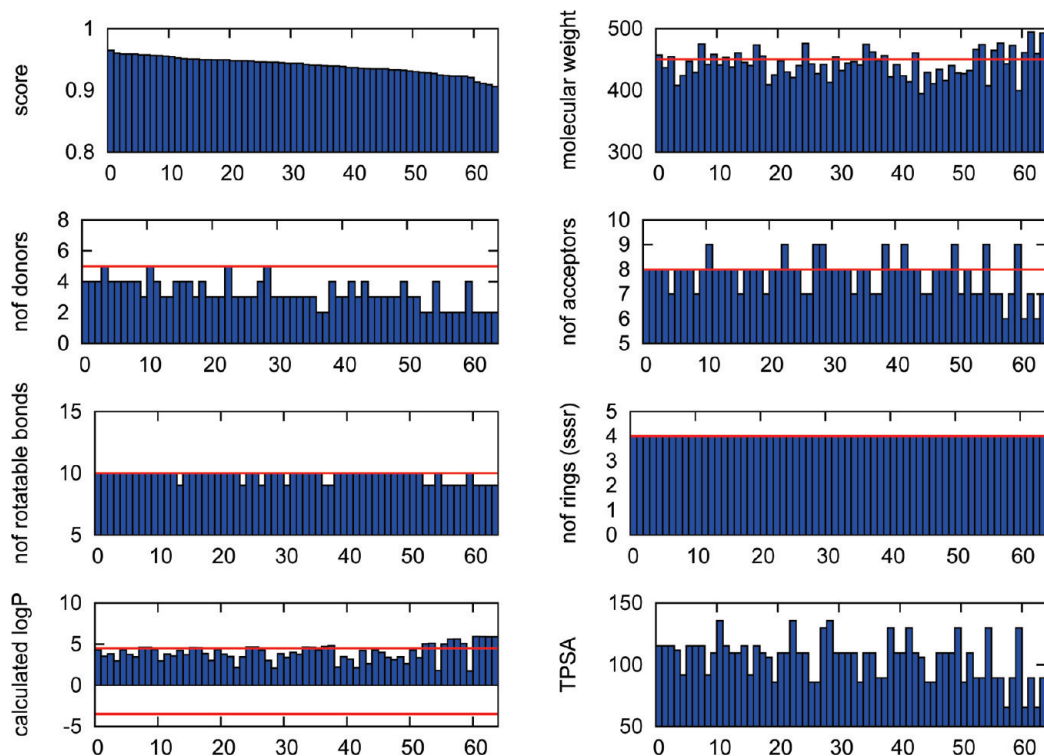 score
1
0.9
0.8
0 10 20 30 40 50 60
molecular weight
500
400
300
0 10 20 30 40 50 60
nof donors
8
6
4
2
0
0 10 20 30 40 50 60
nof acceptors
10
9
8
7
6
5
0 10 20 30 40 50 60
nof rotatable bonds
15
10
5
0 10 20 30 40 50 60
nof rings (sssr)
5
4
3
2
1
0
0 10 20 30 40 50 60
calculated logP
10
5
0
-5
0 10 20 30 40 50 60
TPSA
150
100
50
0 10 20 30 40 50 60